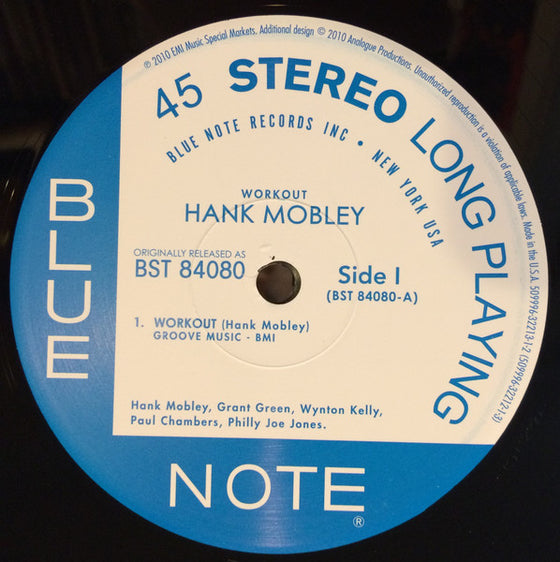 ℗ 2010 EMI Music Special Markets. Additional design © 2010 Analogue Productions. Unauthorized reproduction is a violation of applicable laws. Made in the U.S.A. 509996-32213-1-2 (509996-32212-1-3)
45 STEREO LONG PLAYING
BLUE NOTE RECORDS INC • NEW YORK USA
WORKOUT
HANK MOBLEY
ORIGINALLY RELEASED AS
BST 84080
Side I
(BST 84080-A)
1. WORKOUT (Hank Mobley)
GROOVE MUSIC - BMI
Hank Mobley, Grant Green, Wynton Kelly,
Paul Chambers, Philly Joe Jones.
BLUE
NOTE®